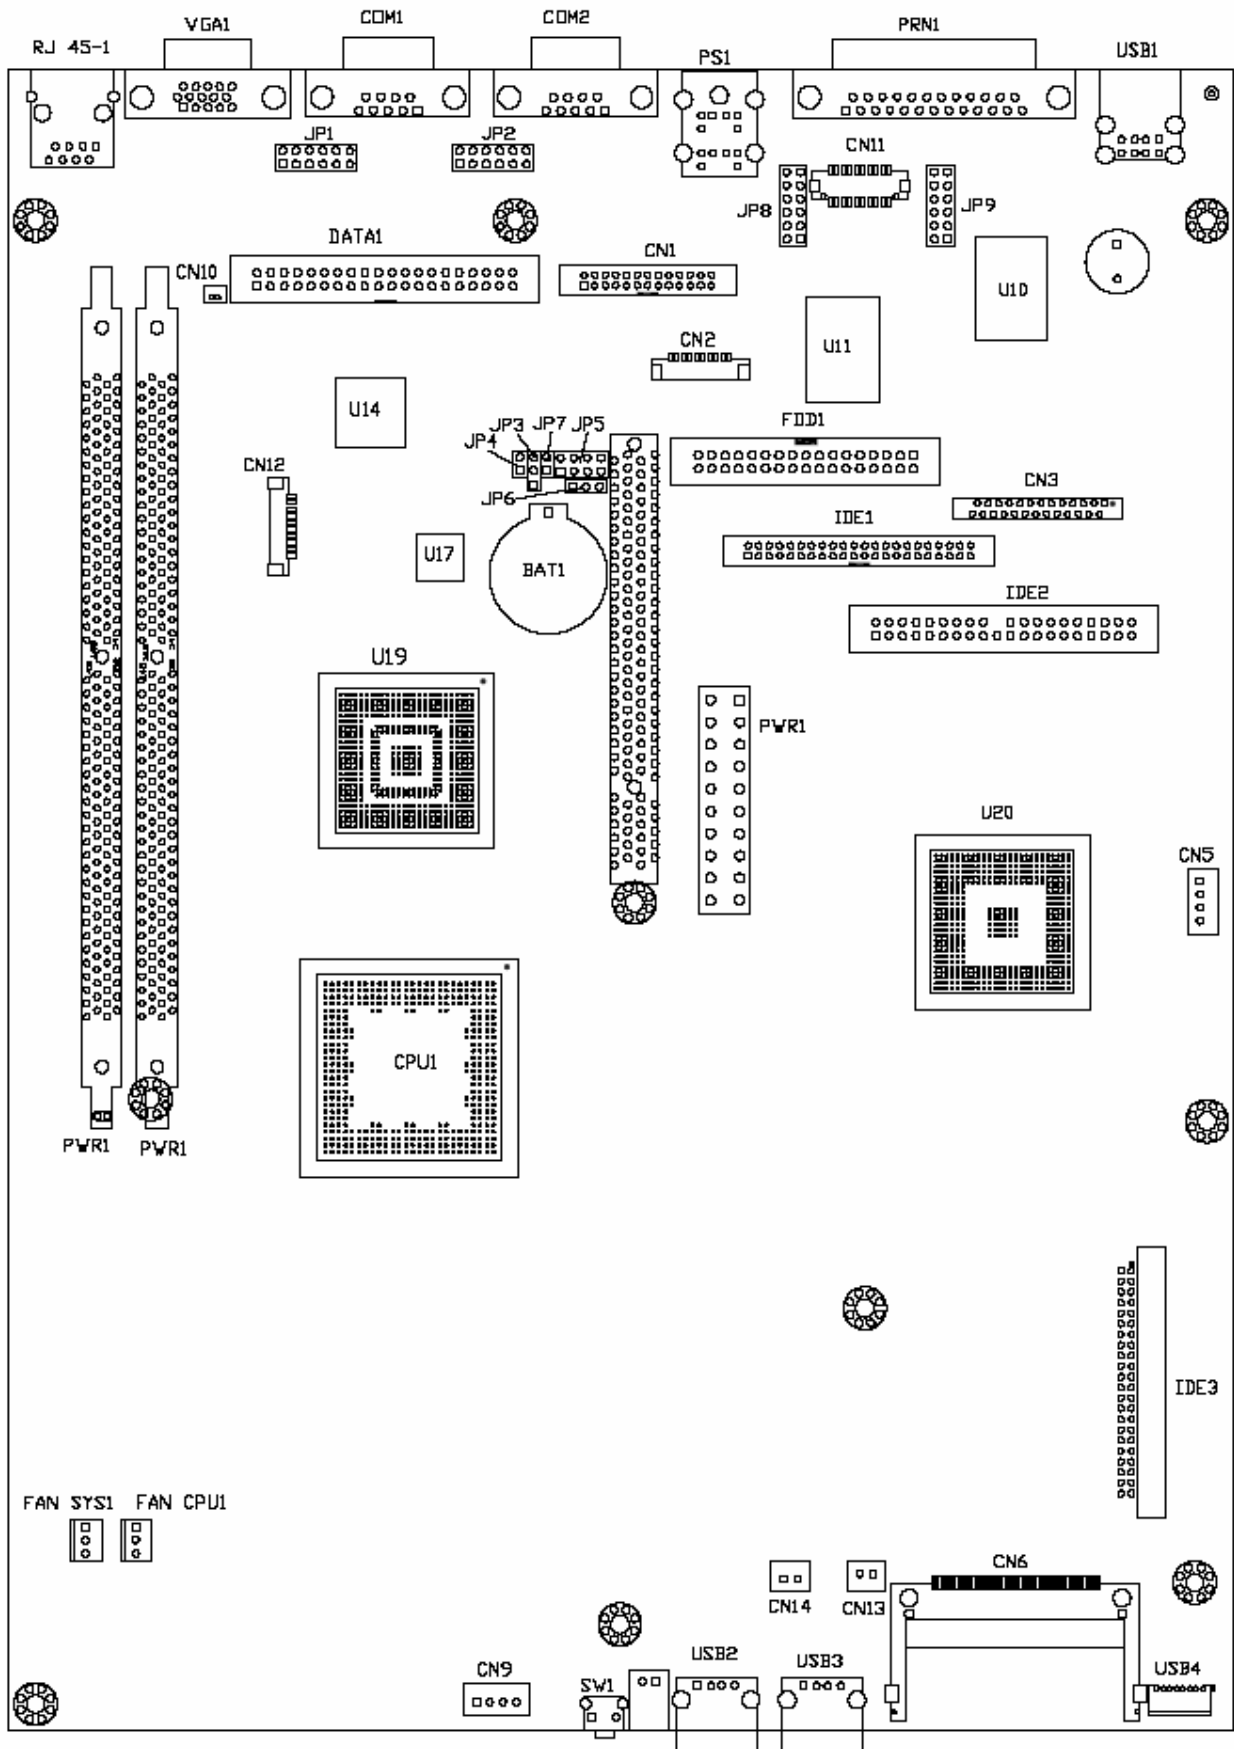 RJ 45-1
VGA1
COM1
COM2
PS1
PRN1
USB1
JP1
JP2
CN11
JP8
JP9
DATA1
CN10
CN1
U10
CN2
U11
U14
JP3
JP7
JP5
JP4
FDD1
CN12
JP6
CN3
IDE1
U17
BAT1
IDE2
U19
PWR1
U20
CN5
CPU1
PWR1
PWR1
IDE3
FAN SYS1
FAN CPU1
CN6
CN14
CN13
USB2
USB3
CN9
SW1
USB4